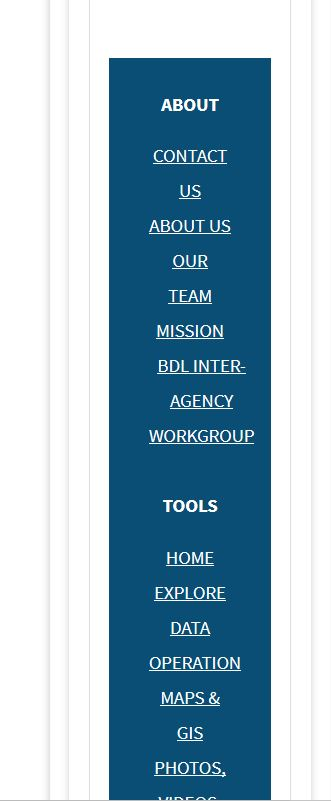 ABOUT
CONTACT
US
ABOUT US
OUR
TEAM
MISSION
BDL INTER-
AGENCY
WORKGROUP
TOOLS
HOME
EXPLORE
DATA
OPERATION
MAPS &
GIS
PHOTOS,
VIDEOS,